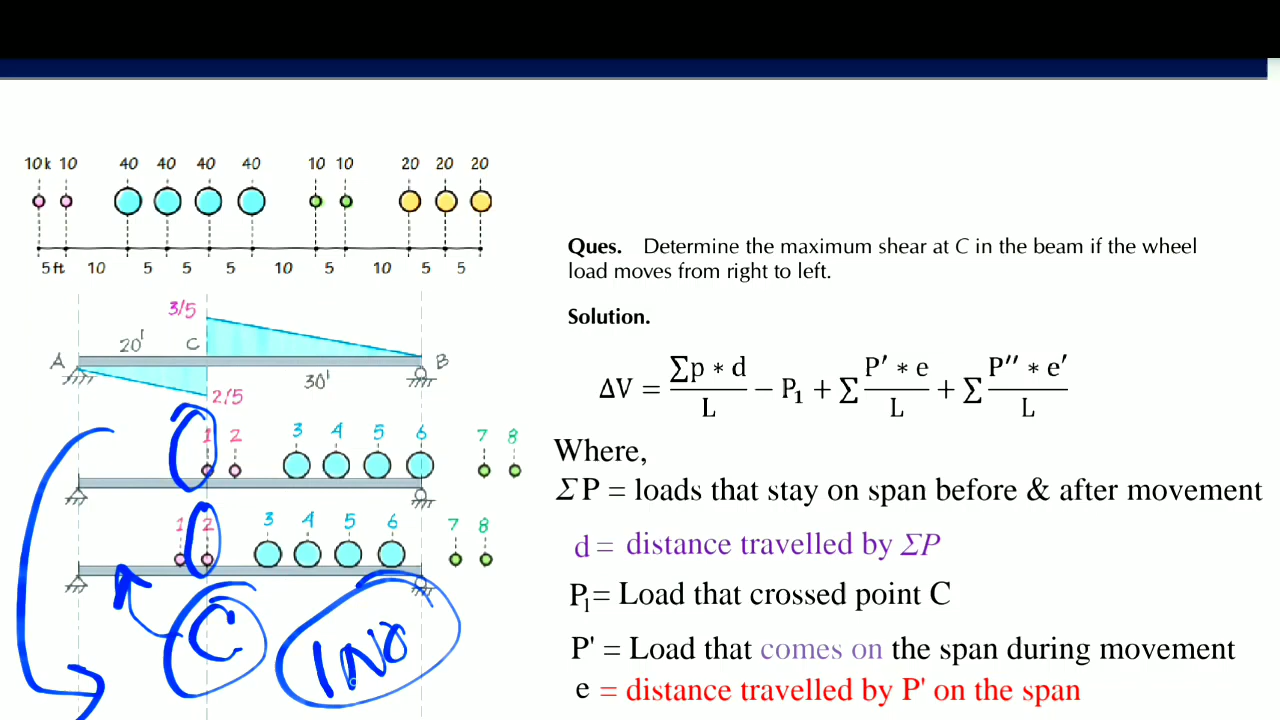 10k 10 40 40 40 40 10 10 20 20 20
5ft 10 5 5 5 10 5 10 5 5
3/5
A 20' C B
30'
2/5
1 2 3 4 5 6 7 8
1 2 3 4 5 6 7 8
C
Ques. Determine the maximum shear at C in the beam if the wheel
load moves from right to left.
Solution.
ΔV = ∑p * d / L − P₁ + ∑ P′ * e / L + ∑ P″ * e′ / L
Where,
ΣP = loads that stay on span before & after movement
d = distance travelled by ΣP
P₁= Load that crossed point C
P' = Load that comes on the span during movement
e = distance travelled by P' on the span